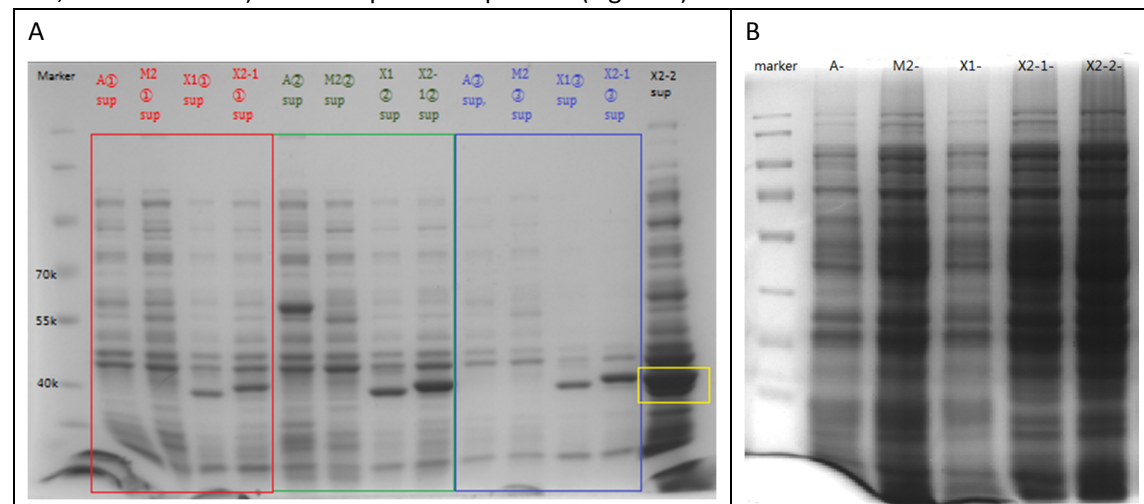 A
Marker
A①
sup
M2
①
sup
X1①
sup
X2-1
①
sup
A②
sup
M2②
sup
X1
②
sup
X2-
1②
sup
A③
sup,
M2
③
sup
X1③
sup
X2-1
③
sup
X2-2
sup
70k
55k
40k
B
marker
A-
M2-
X1-
X2-1-
X2-2-